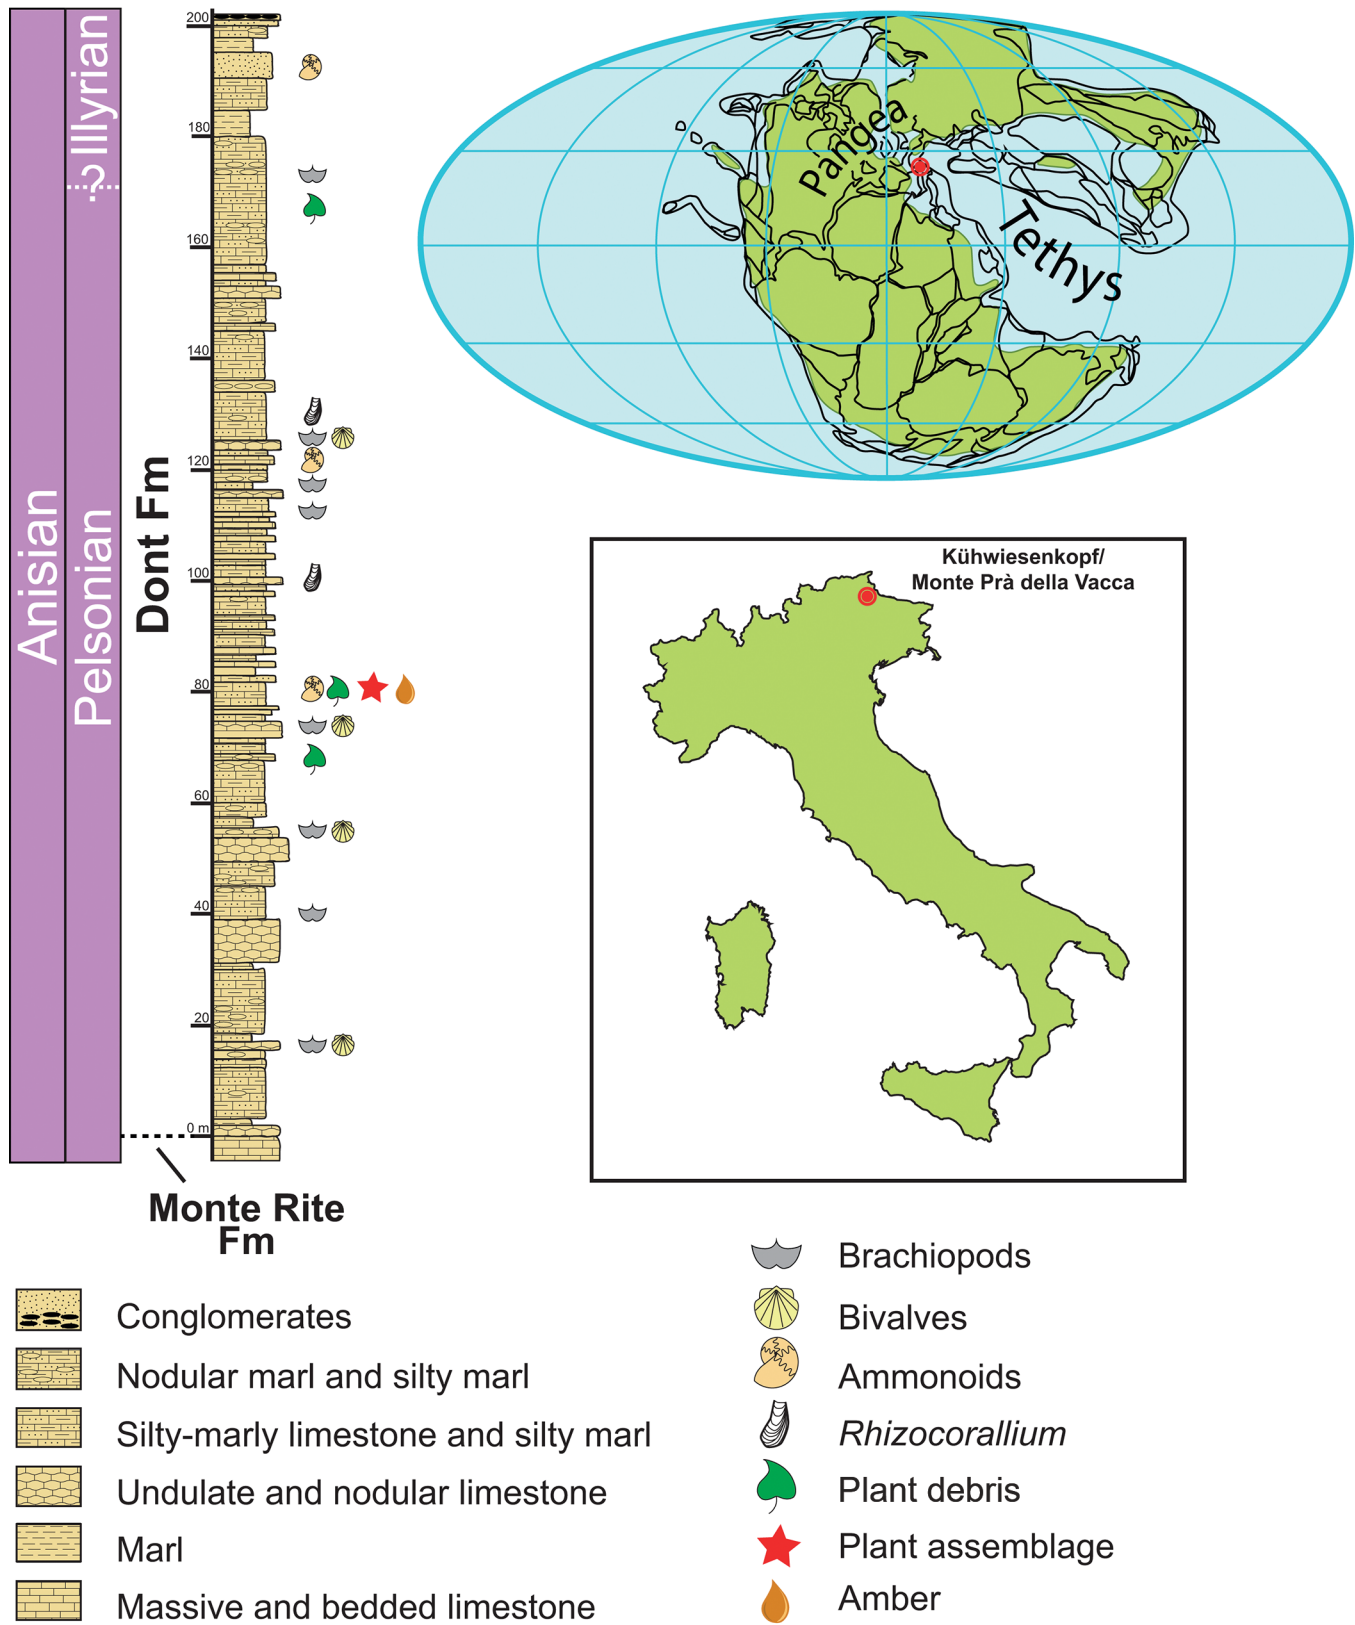 Anisian
Pelsonian
? Illyrian
Dont Fm
200
180
160
140
120
100
80
60
40
20
0 m
Monte Rite
Fm
Pangea
Tethys
Kühwiesenkopf/
Monte Prà della Vacca
Conglomerates
Nodular marl and silty marl
Silty-marly limestone and silty marl
Undulate and nodular limestone
Marl
Massive and bedded limestone
Brachiopods
Bivalves
Ammonoids
Rhizocorallium
Plant debris
Plant assemblage
Amber